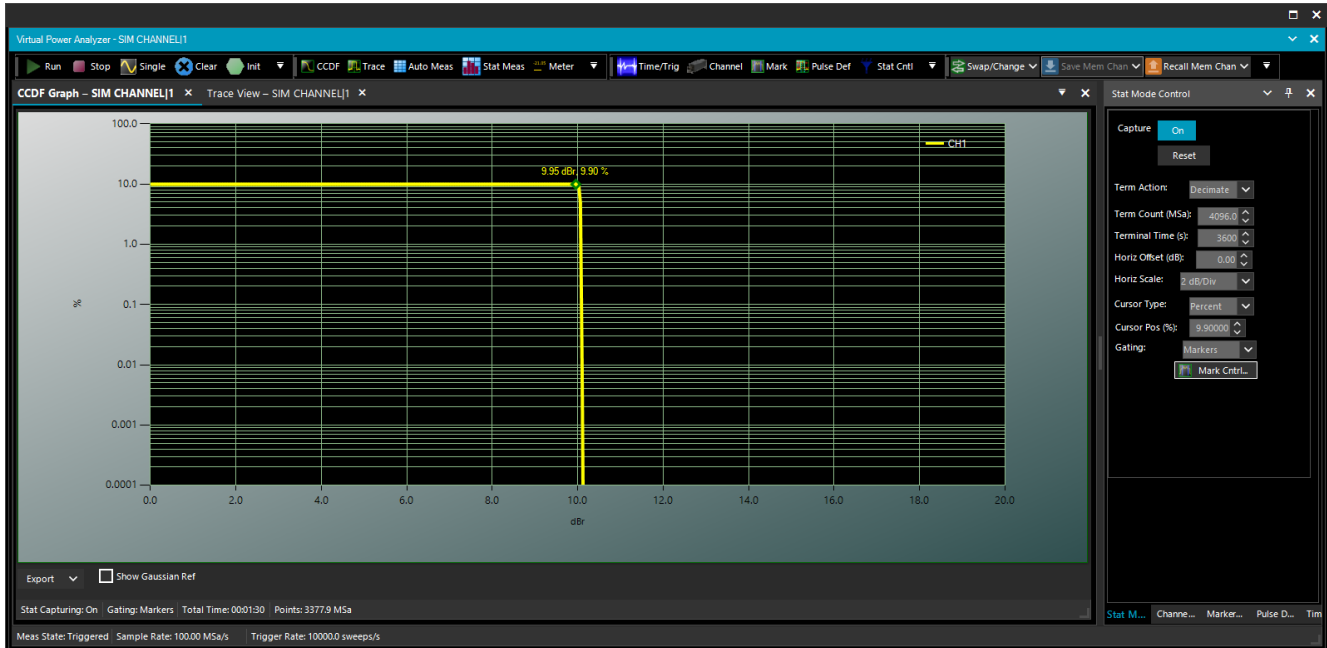 Virtual Power Analyzer - SIM CHANNEL|1
Run Stop Single Clear Init CCDF Trace Auto Meas Stat Meas -21.05 Meter Time/Trig Channel Mark Pulse Def Stat Cntl Swap/Change Save Mem Chan Recall Mem Chan
CCDF Graph – SIM CHANNEL|1 Trace View – SIM CHANNEL|1
Stat Mode Control
100.0
10.0
1.0
0.1
0.01
0.001
0.0001
%
CH1
9.95 dBr, 9.90 %
0.0 2.0 4.0 6.0 8.0 10.0 12.0 14.0 16.0 18.0 20.0
dBr
Capture On
Reset
Term Action: Decimate
Term Count (MSa): 4096.0
Terminal Time (s): 3600
Horiz Offset (dB): 0.00
Horiz Scale: 2 dB/Div
Cursor Type: Percent
Cursor Pos (%): 9.90000
Gating: Markers
Mark Cntrl...
Export Show Gaussian Ref
Stat Capturing: On Gating: Markers Total Time: 00:01:30 Points: 3377.9 MSa
Stat M... Channe... Marker... Pulse D... Tim
Meas State: Triggered Sample Rate: 100.00 MSa/s Trigger Rate: 10000.0 sweeps/s